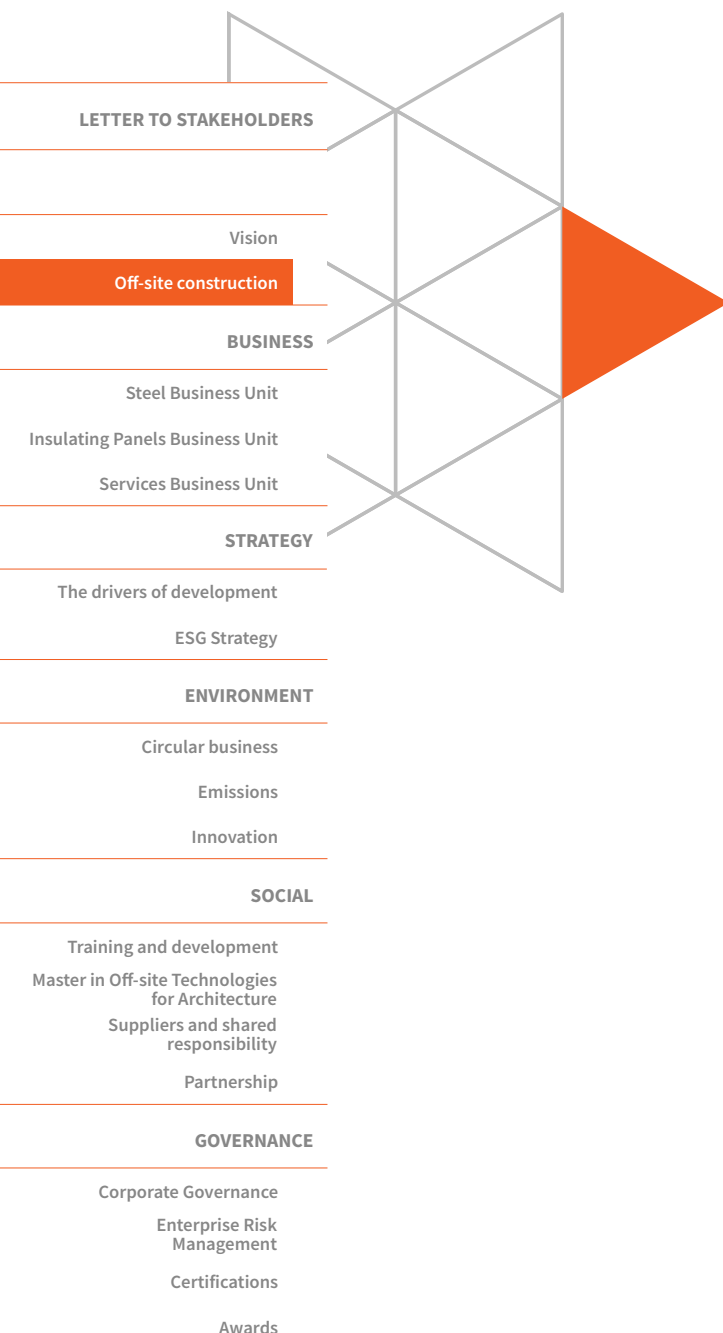 LETTER TO STAKEHOLDERS
Vision
Off-site construction
BUSINESS
Steel Business Unit
Insulating Panels Business Unit
Services Business Unit
STRATEGY
The drivers of development
ESG Strategy
ENVIRONMENT
Circular business
Emissions
Innovation
SOCIAL
Training and development
Master in Off-site Technologies
for Architecture
Suppliers and shared
responsibility
Partnership
GOVERNANCE
Corporate Governance
Enterprise Risk
Management
Certifications
Awards